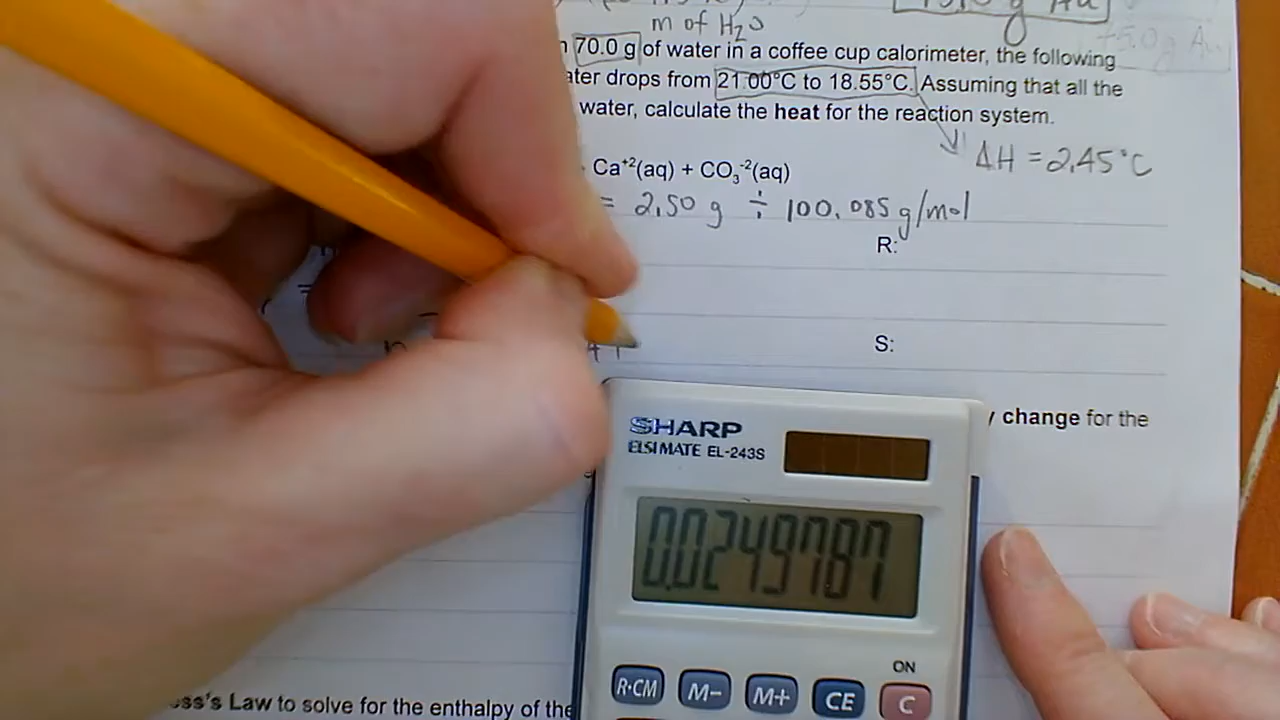 m of H₂O
70.0 g of water in a coffee cup calorimeter, the following
drops from 21.00°C to 18.55°C. Assuming that all the
water, calculate the heat for the reaction system.
ΔH = 2.45°C
Ca⁺²(aq) + CO₃⁻²(aq)
= 2.50 g ÷ 100.085 g/mol
R:
S:
change for the
SHARP
ELSI MATE EL-243S
0.0249787
ON
R·CM M− M+ CE C
Law to solve for the enthalpy of the